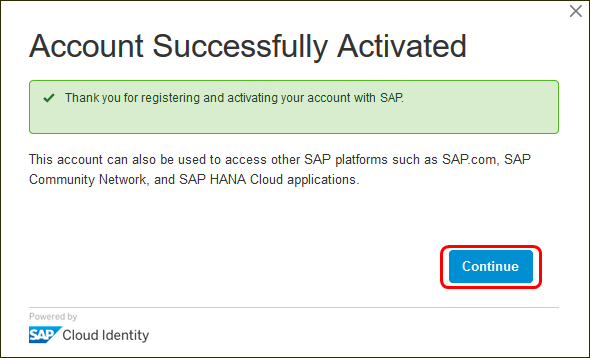 Account Successfully Activated
Thank you for registering and activating your account with SAP.
This account can also be used to access other SAP platforms such as SAP.com, SAP
Community Network, and SAP HANA Cloud applications.
Continue
Powered by
SAP Cloud Identity